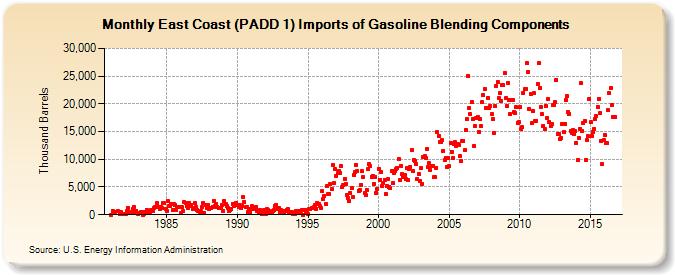 Monthly East Coast (PADD 1) Imports of Gasoline Blending Components
Thousand Barrels
30,000
25,000
20,000
15,000
10,000
5,000
0
1985 1990 1995 2000 2005 2010 2015
Source: U.S. Energy Information Administration